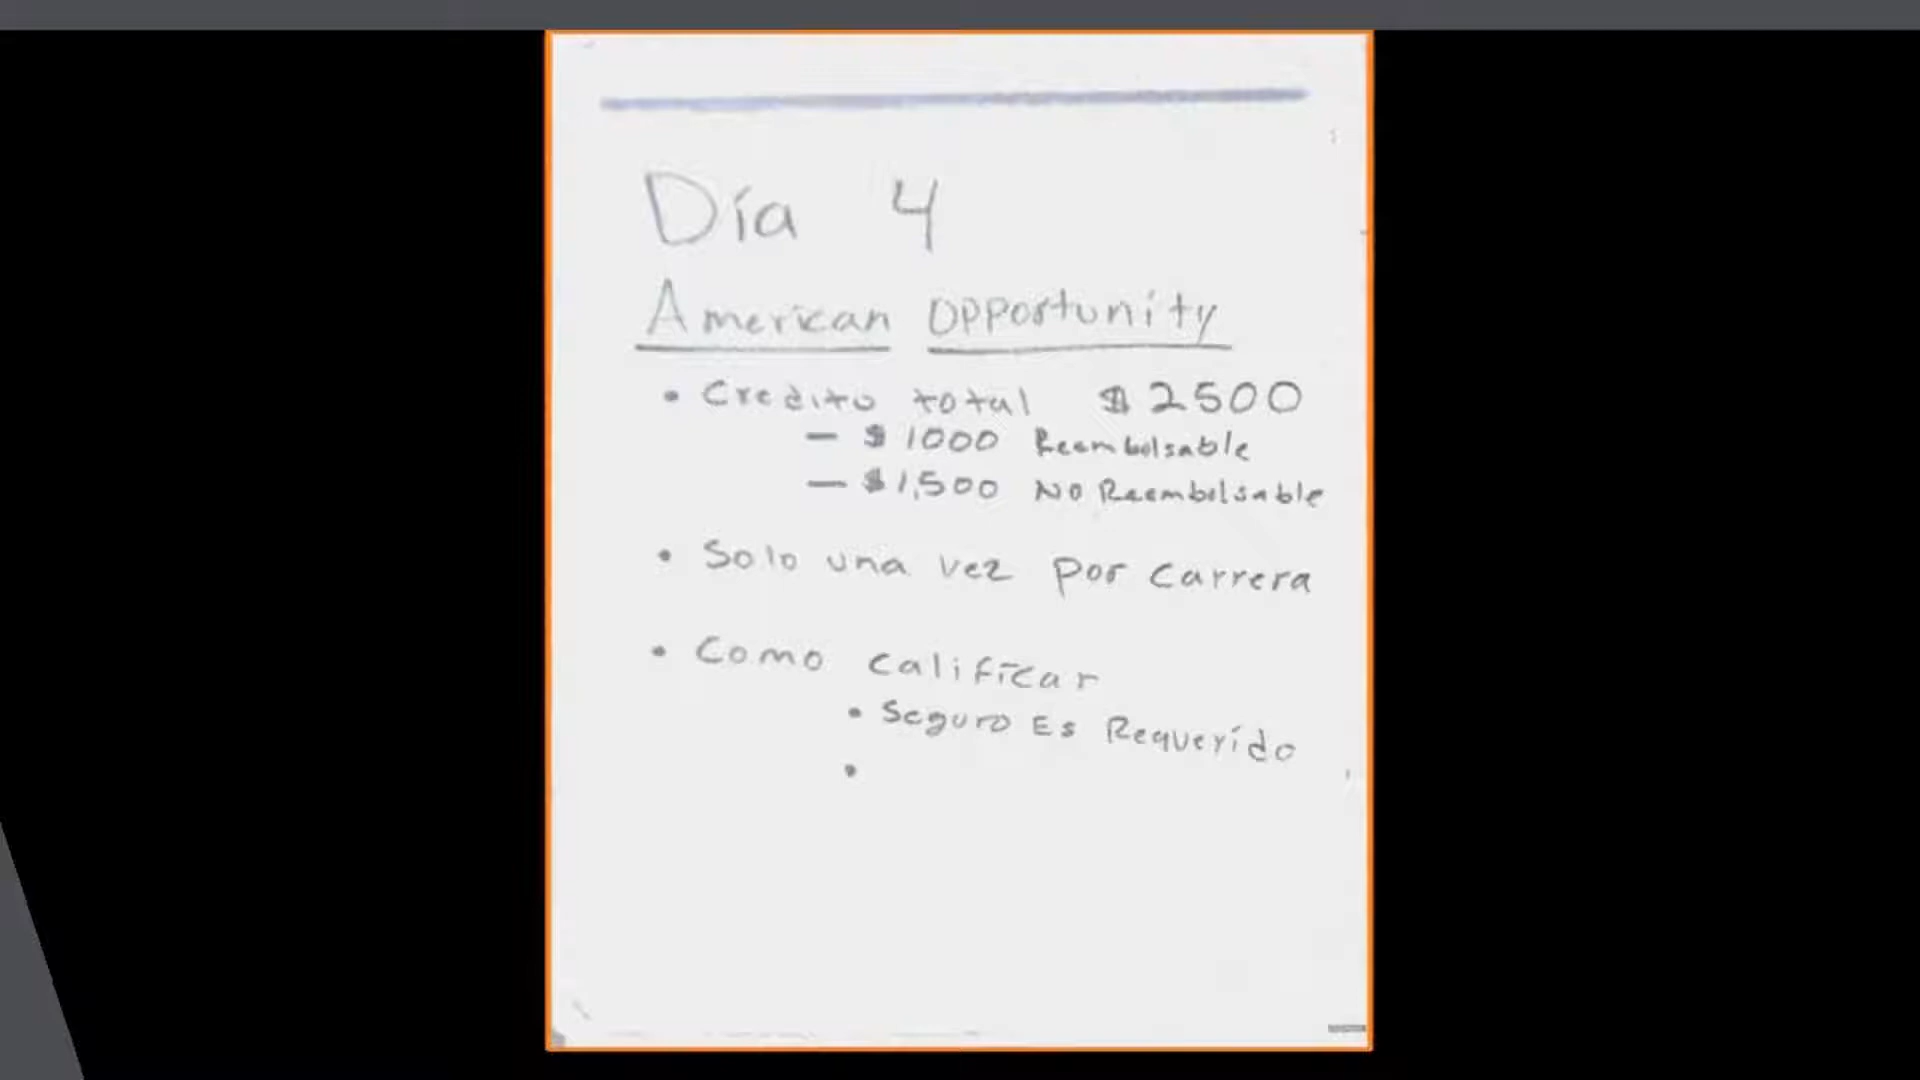 Día 4
American opportunity
• Credito total $2500
— $1000 Reembolsable
— $1,500 No Reembolsable
• Solo una vez por carrera
• Como calificar
• Seguro Es Requerido
•